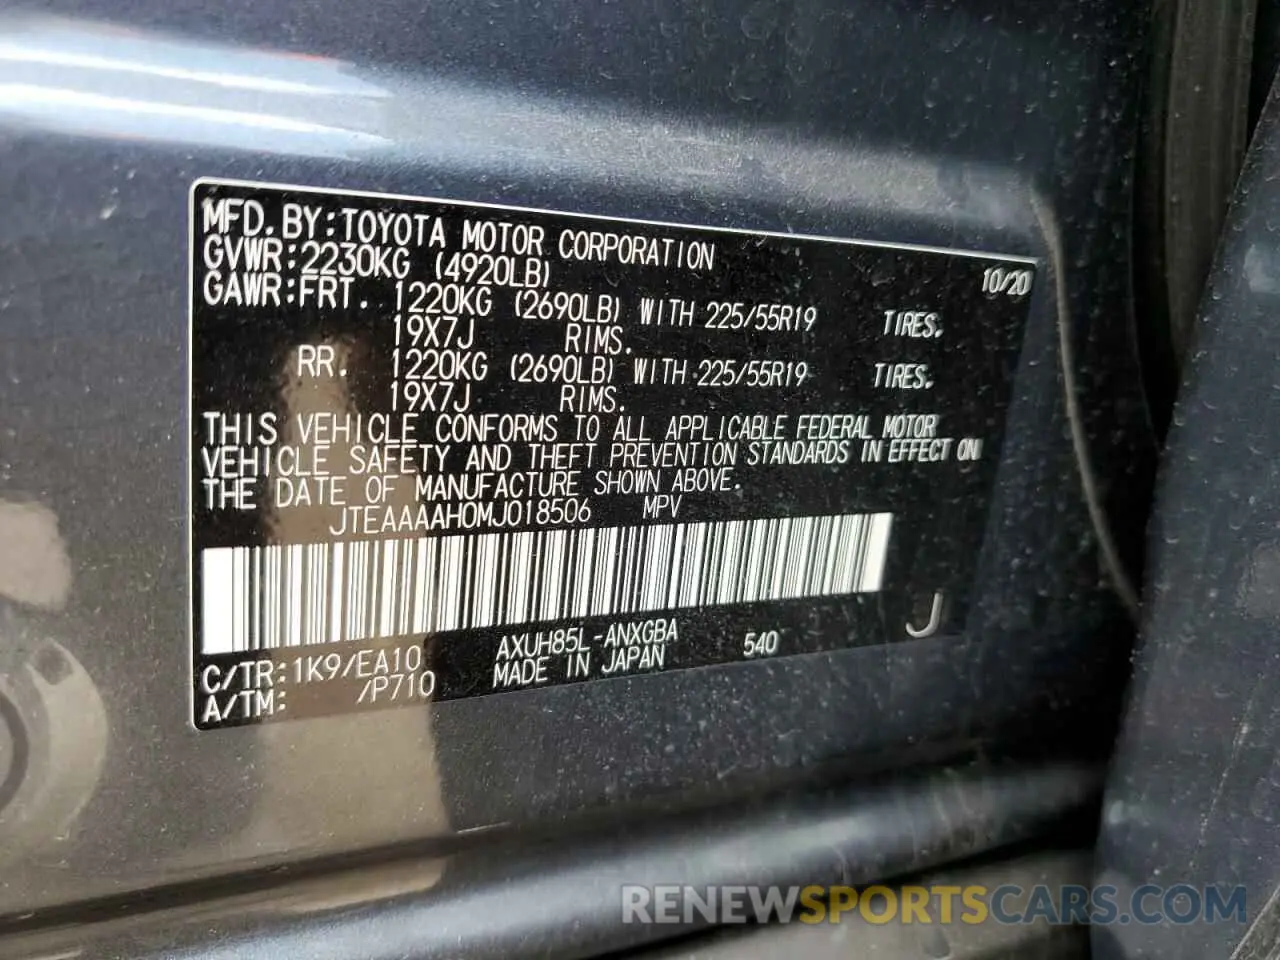 MFD.BY:TOYOTA MOTOR CORPORATION 10/20
GVWR:2230KG (4920LB)
GAWR:FRT. 1220KG (2690LB) WITH 225/55R19 TIRES.
19X7J RIMS.
RR. 1220KG (2690LB) WITH 225/55R19 TIRES.
19X7J RIMS.
THIS VEHICLE CONFORMS TO ALL APPLICABLE FEDERAL MOTOR
VEHICLE SAFETY AND THEFT PREVENTION STANDARDS IN EFFECT ON
THE DATE OF MANUFACTURE SHOWN ABOVE.
JTEAAAAH0MJ018506 MPV
J
C/TR:1K9/EA10 AXUH85L-ANXGBA 540
A/TM: /P710 MADE IN JAPAN
RENEWSPORTSCARS.COM